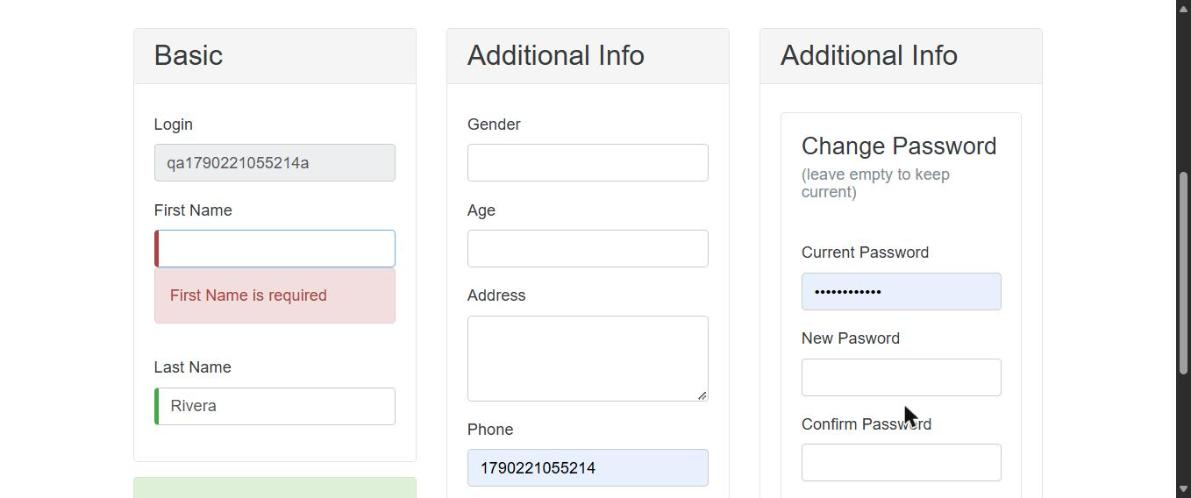 Basic
Login
qa1790221055214a
First Name
First Name is required
Last Name
Rivera
Additional Info
Gender
Age
Address
Phone
1790221055214
Additional Info
Change Password
(leave empty to keep
current)
Current Password
••••••••••••
New Pasword
Confirm Password